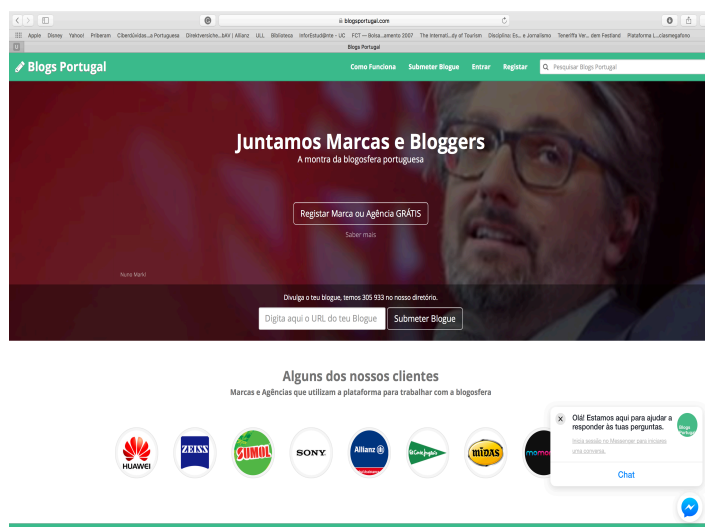 blogsportugal.com
Apple Disney Yahoo! Priberam Ciberdúvidas...a Portuguesa Direktversiche...bAV | Allianz ULL Biblioteca InforEstud@nte - UC FCT — Bolsa...amento 2007 The Internati...dy of Tourism Disciplina: Es... e Jornalismo Teneriffa Ver... dem Festland Plataforma L...clasmegafono
Blogs Portugal
Blogs Portugal
Como Funciona Submeter Blogue Entrar Registar Pesquisar Blogs Portugal
Juntamos Marcas e Bloggers
A montra da blogosfera portuguesa
Registar Marca ou Agência GRÁTIS
Saber mais
Nuno Markl
Divulga o teu blogue, temos 305 933 no nosso diretório.
Digita aqui o URL do teu Blogue Submeter Blogue
Alguns dos nossos clientes
Marcas e Agências que utilizam a plataforma para trabalhar com a blogosfera
HUAWEI
ZEISS
SUMOL
SONY
Allianz
El Corte Inglés
MIDAS
Olá! Estamos aqui para ajudar a
responder às tuas perguntas.
Inicia sessão no Messenger para iniciares
uma conversa.
Chat
Blogs
Portugal